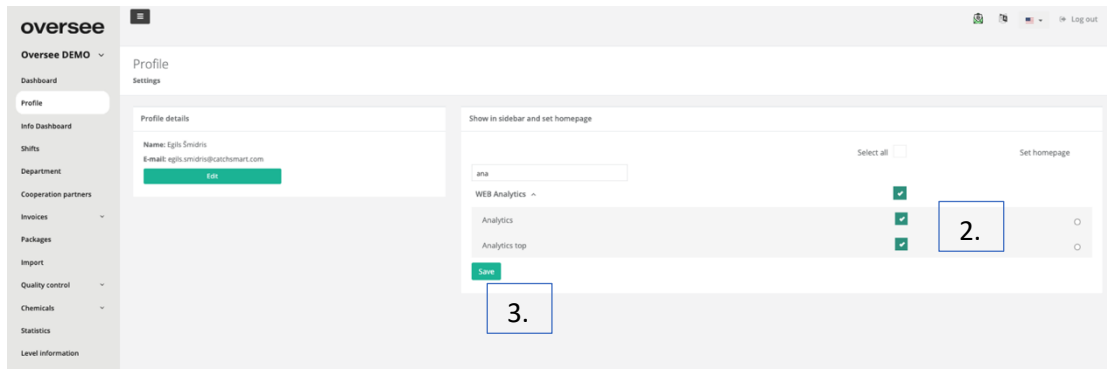 oversee
Log out
Oversee DEMO
Profile
Settings
Dashboard
Profile
Info Dashboard
Shifts
Department
Cooperation partners
Invoices
Packages
Import
Quality control
Chemicals
Statistics
Level information
Profile details
Name: Egils Šmidris
E-mail: egils.smidris@catchsmart.com
Edit
Show in sidebar and set homepage
Select all
Set homepage
ana
WEB Analytics
Analytics
Analytics top
2.
Save
3.